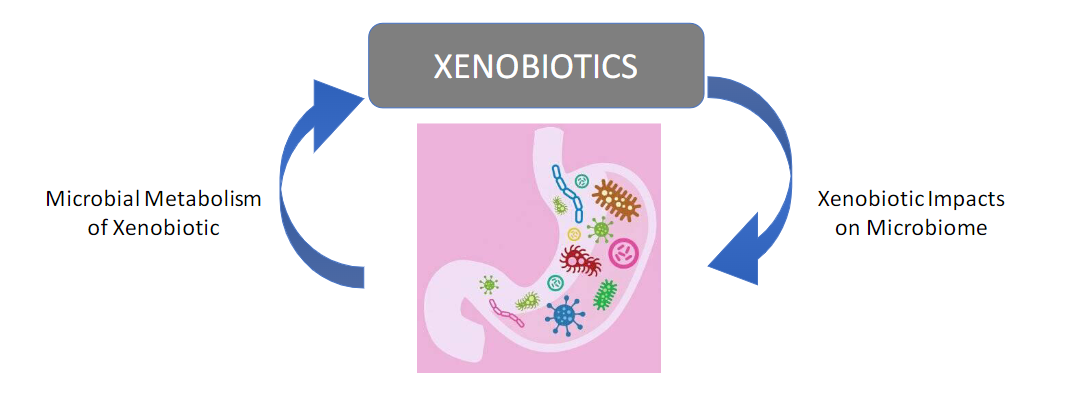 XENOBIOTICS
Microbial Metabolism
of Xenobiotic
Xenobiotic Impacts
on Microbiome